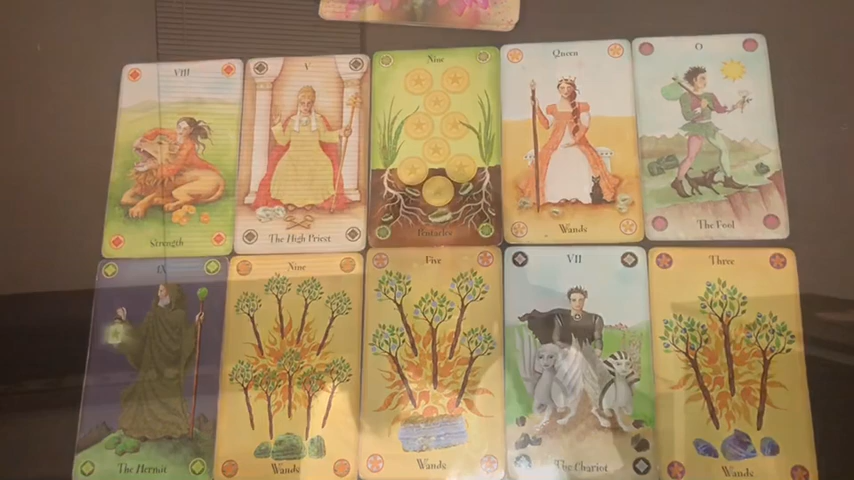 VIII
Strength
V
The High Priest
Nine
Pentacles
Queen
Wands
0
The Fool
IX
The Hermit
Nine
Wands
Five
Wands
VII
The Chariot
Three
Wands